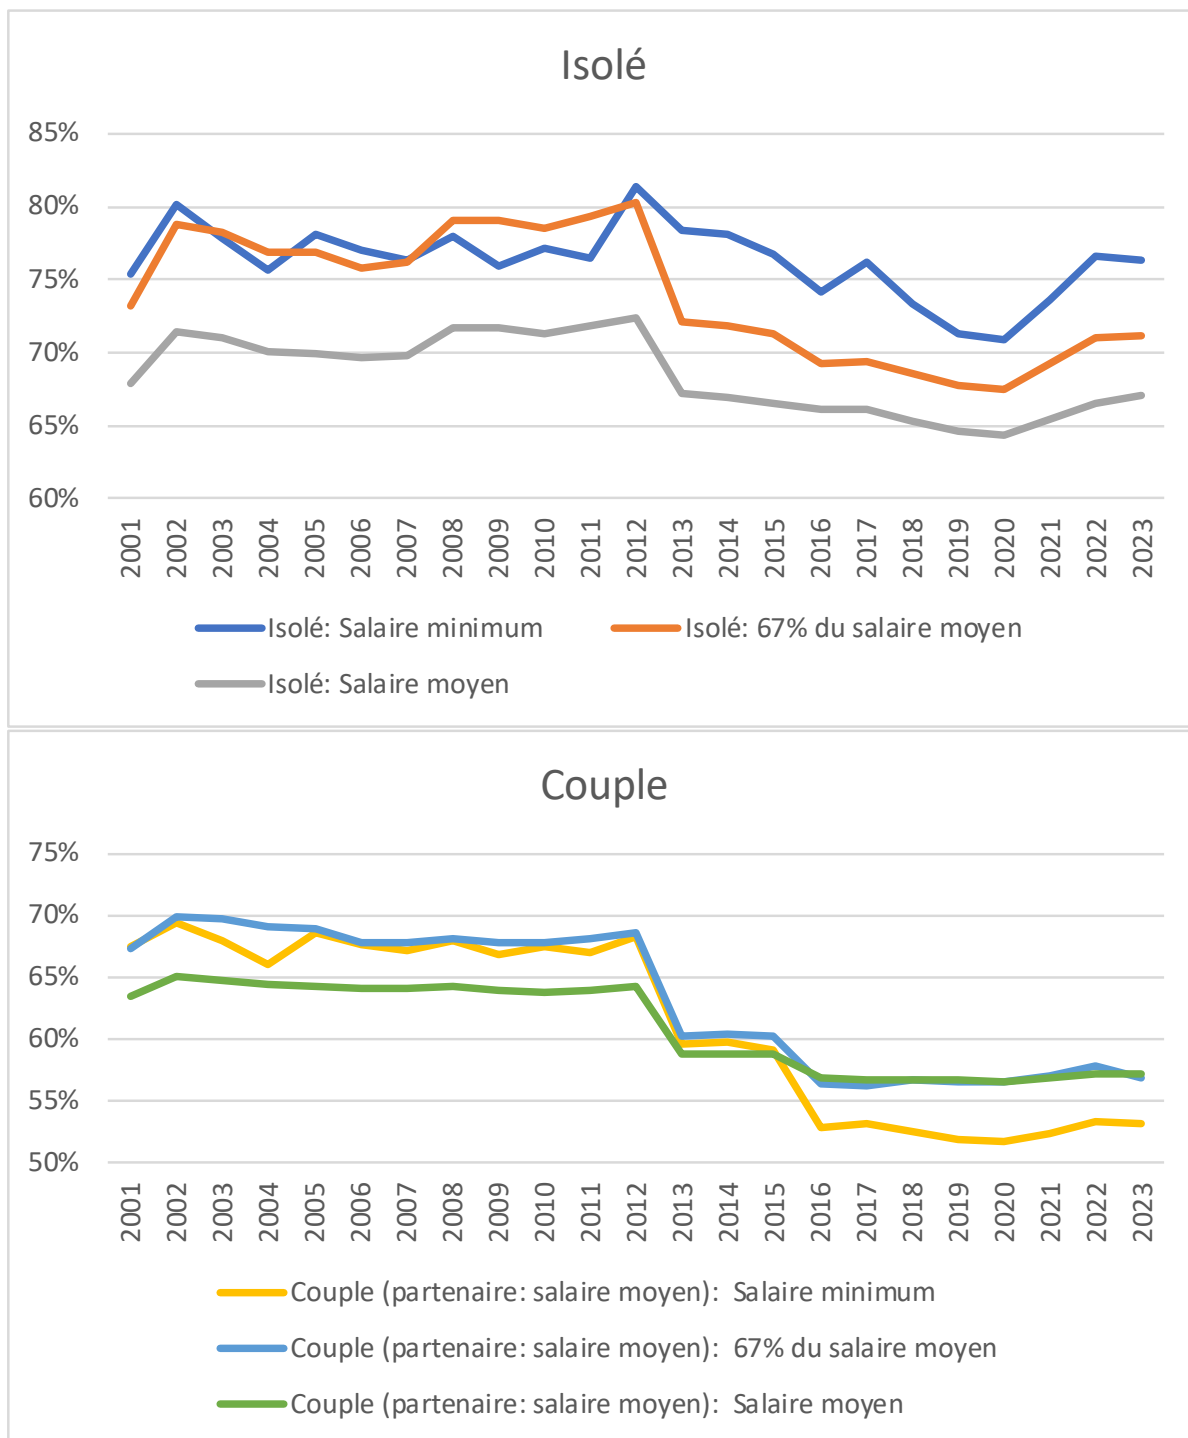 Isolé
85%
80%
75%
70%
65%
60%
2001 2002 2003 2004 2005 2006 2007 2008 2009 2010 2011 2012 2013 2014 2015 2016 2017 2018 2019 2020 2021 2022 2023
Isolé: Salaire minimum Isolé: 67% du salaire moyen
Isolé: Salaire moyen
Couple
75%
70%
65%
60%
55%
50%
2001 2002 2003 2004 2005 2006 2007 2008 2009 2010 2011 2012 2013 2014 2015 2016 2017 2018 2019 2020 2021 2022 2023
Couple (partenaire: salaire moyen): Salaire minimum
Couple (partenaire: salaire moyen): 67% du salaire moyen
Couple (partenaire: salaire moyen): Salaire moyen